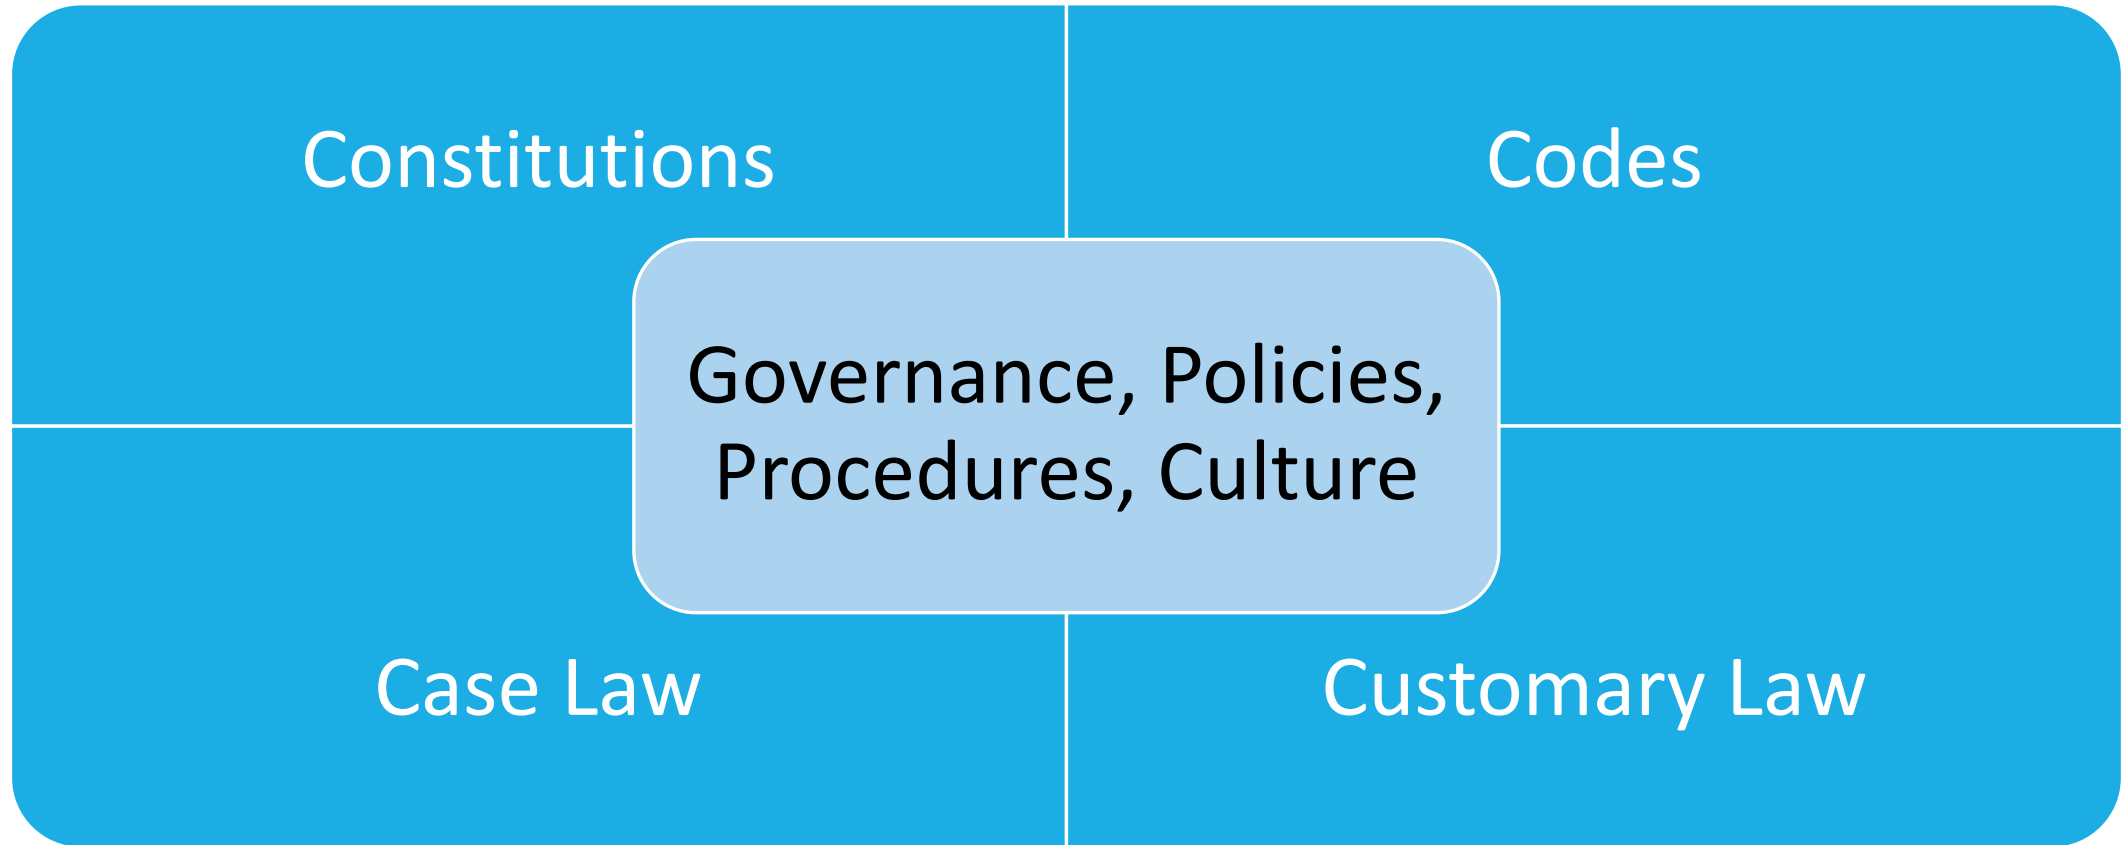 Constitutions
Codes
Governance, Policies,
Procedures, Culture
Case Law
Customary Law